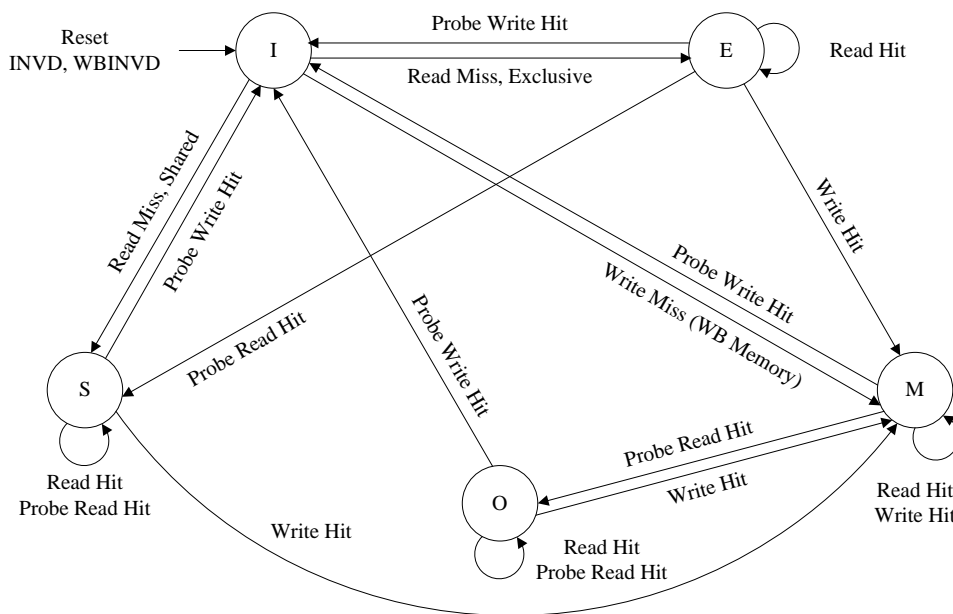 Probe Write Hit
Reset
INVD, WBINVD
I
E
Read Hit
Read Miss, Exclusive
Read Miss, Shared
Probe Write Hit
Write Hit
Probe Write Hit
Write Miss (WB Memory)
Probe Read Hit
Probe Write Hit
S
M
Probe Read Hit
Write Hit
O
Read Hit
Probe Read Hit
Read Hit
Write Hit
Write Hit
Read Hit
Probe Read Hit